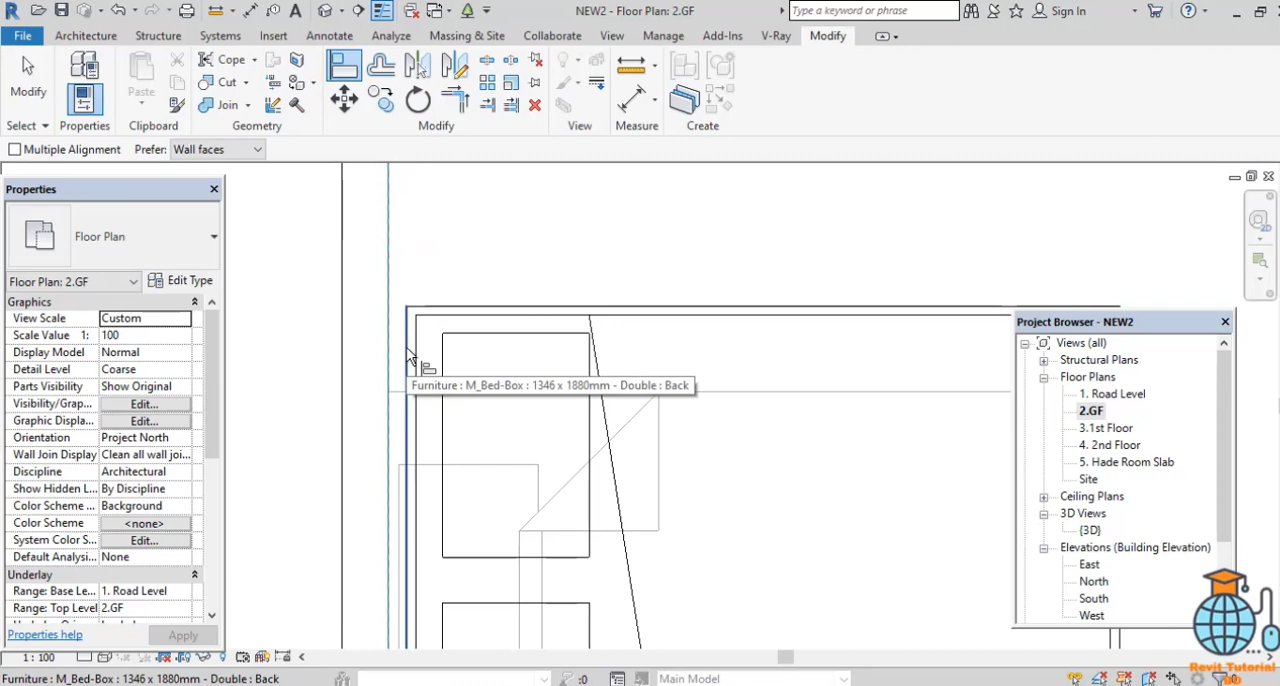 NEW2 - Floor Plan: 2.GF
Type a keyword or phrase
Sign In
File Architecture Structure Systems Insert Annotate Analyze Massing & Site Collaborate View Manage Add-Ins V-Ray Modify
Modify
Properties
Paste
Cope
Cut
Join
Select Properties Clipboard Geometry Modify View Measure Create
Multiple Alignment Prefer: Wall faces
Properties
Floor Plan
Floor Plan: 2.GF Edit Type
Graphics
View Scale Custom
Scale Value 1: 100
Display Model Normal
Detail Level Coarse
Parts Visibility Show Original
Visibility/Grap... Edit...
Graphic Displa... Edit...
Orientation Project North
Wall Join Display Clean all wall joi...
Discipline Architectural
Show Hidden L... By Discipline
Color Scheme ... Background
Color Scheme <none>
System Color S... Edit...
Default Analysi... None
Underlay
Range: Base Le... 1. Road Level
Range: Top Level 2.GF
Properties help Apply
Furniture : M_Bed-Box : 1346 x 1880mm - Double : Back
Project Browser - NEW2
Views (all)
Structural Plans
Floor Plans
1. Road Level
2.GF
3.1st Floor
4. 2nd Floor
5. Hade Room Slab
Site
Ceiling Plans
3D Views
{3D}
Elevations (Building Elevation)
East
North
South
West
1 : 100
Furniture : M_Bed-Box : 1346 x 1880mm - Double : Back
:0 Main Model
Revit Tutorial